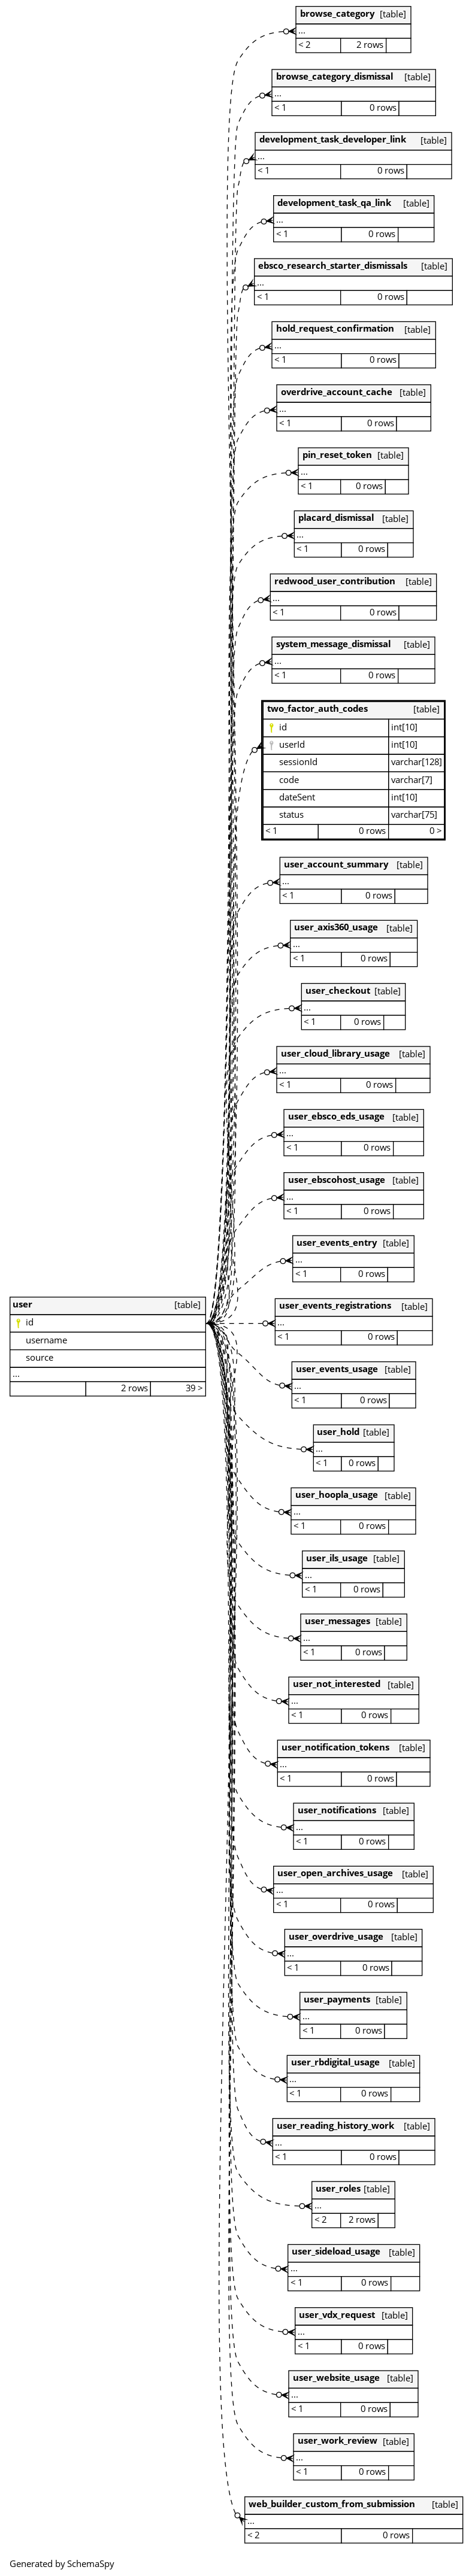 browse_category [table]
...
< 2 2 rows
browse_category_dismissal [table]
...
< 1 0 rows
development_task_developer_link [table]
...
< 1 0 rows
development_task_qa_link [table]
...
< 1 0 rows
ebsco_research_starter_dismissals [table]
...
< 1 0 rows
hold_request_confirmation [table]
...
< 1 0 rows
overdrive_account_cache [table]
...
< 1 0 rows
pin_reset_token [table]
...
< 1 0 rows
placard_dismissal [table]
...
< 1 0 rows
redwood_user_contribution [table]
...
< 1 0 rows
system_message_dismissal [table]
...
< 1 0 rows
two_factor_auth_codes [table]
id int[10]
userId int[10]
sessionId varchar[128]
code varchar[7]
dateSent int[10]
status varchar[75]
< 1 0 rows 0 >
user_account_summary [table]
...
< 1 0 rows
user_axis360_usage [table]
...
< 1 0 rows
user_checkout [table]
...
< 1 0 rows
user_cloud_library_usage [table]
...
< 1 0 rows
user_ebsco_eds_usage [table]
...
< 1 0 rows
user_ebscohost_usage [table]
...
< 1 0 rows
user_events_entry [table]
...
< 1 0 rows
user [table]
id
username
source
...
2 rows 39 >
user_events_registrations [table]
...
< 1 0 rows
user_events_usage [table]
...
< 1 0 rows
user_hold [table]
...
< 1 0 rows
user_hoopla_usage [table]
...
< 1 0 rows
user_ils_usage [table]
...
< 1 0 rows
user_messages [table]
...
< 1 0 rows
user_not_interested [table]
...
< 1 0 rows
user_notification_tokens [table]
...
< 1 0 rows
user_notifications [table]
...
< 1 0 rows
user_open_archives_usage [table]
...
< 1 0 rows
user_overdrive_usage [table]
...
< 1 0 rows
user_payments [table]
...
< 1 0 rows
user_rbdigital_usage [table]
...
< 1 0 rows
user_reading_history_work [table]
...
< 1 0 rows
user_roles [table]
...
< 2 2 rows
user_sideload_usage [table]
...
< 1 0 rows
user_vdx_request [table]
...
< 1 0 rows
user_website_usage [table]
...
< 1 0 rows
user_work_review [table]
...
< 1 0 rows
web_builder_custom_from_submission [table]
...
< 2 0 rows
Generated by SchemaSpy